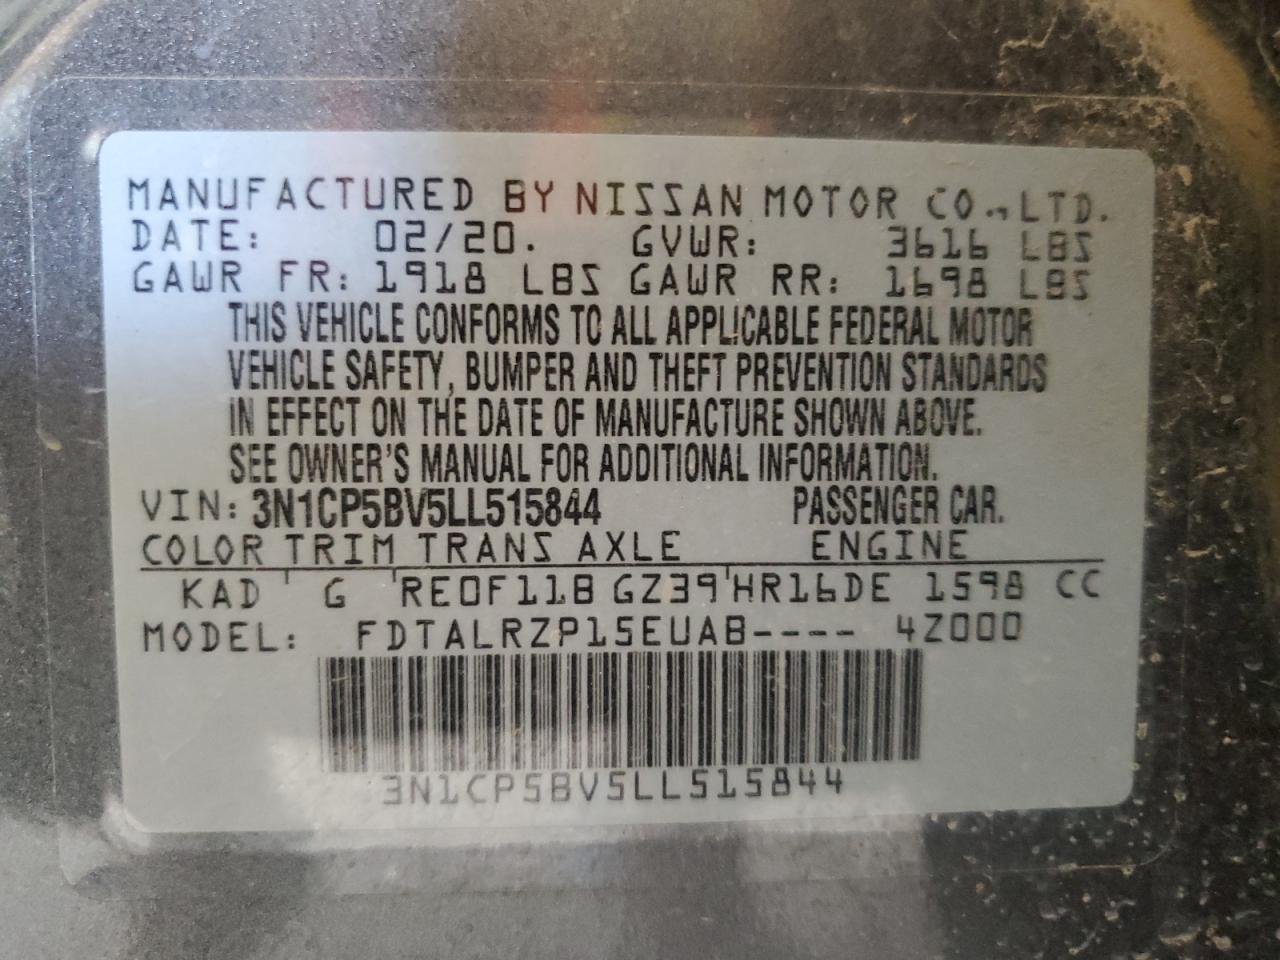 MANUFACTURED BY NISSAN MOTOR CO., LTD.
DATE: 02/20. GVWR: 3616 LBS
GAWR FR: 1918 LBS GAWR RR: 1698 LBS
THIS VEHICLE CONFORMS TO ALL APPLICABLE FEDERAL MOTOR
VEHICLE SAFETY, BUMPER AND THEFT PREVENTION STANDARDS
IN EFFECT ON THE DATE OF MANUFACTURE SHOWN ABOVE.
SEE OWNER'S MANUAL FOR ADDITIONAL INFORMATION.
VIN: 3N1CP5BV5LL515844 PASSENGER CAR.
COLOR TRIM TRANS AXLE ENGINE
KAD G RE0F11B GZ39 HR16DE 1598 CC
MODEL: FDTALRZP15EUAB---- 4Z000
3N1CP5BV5LL515844